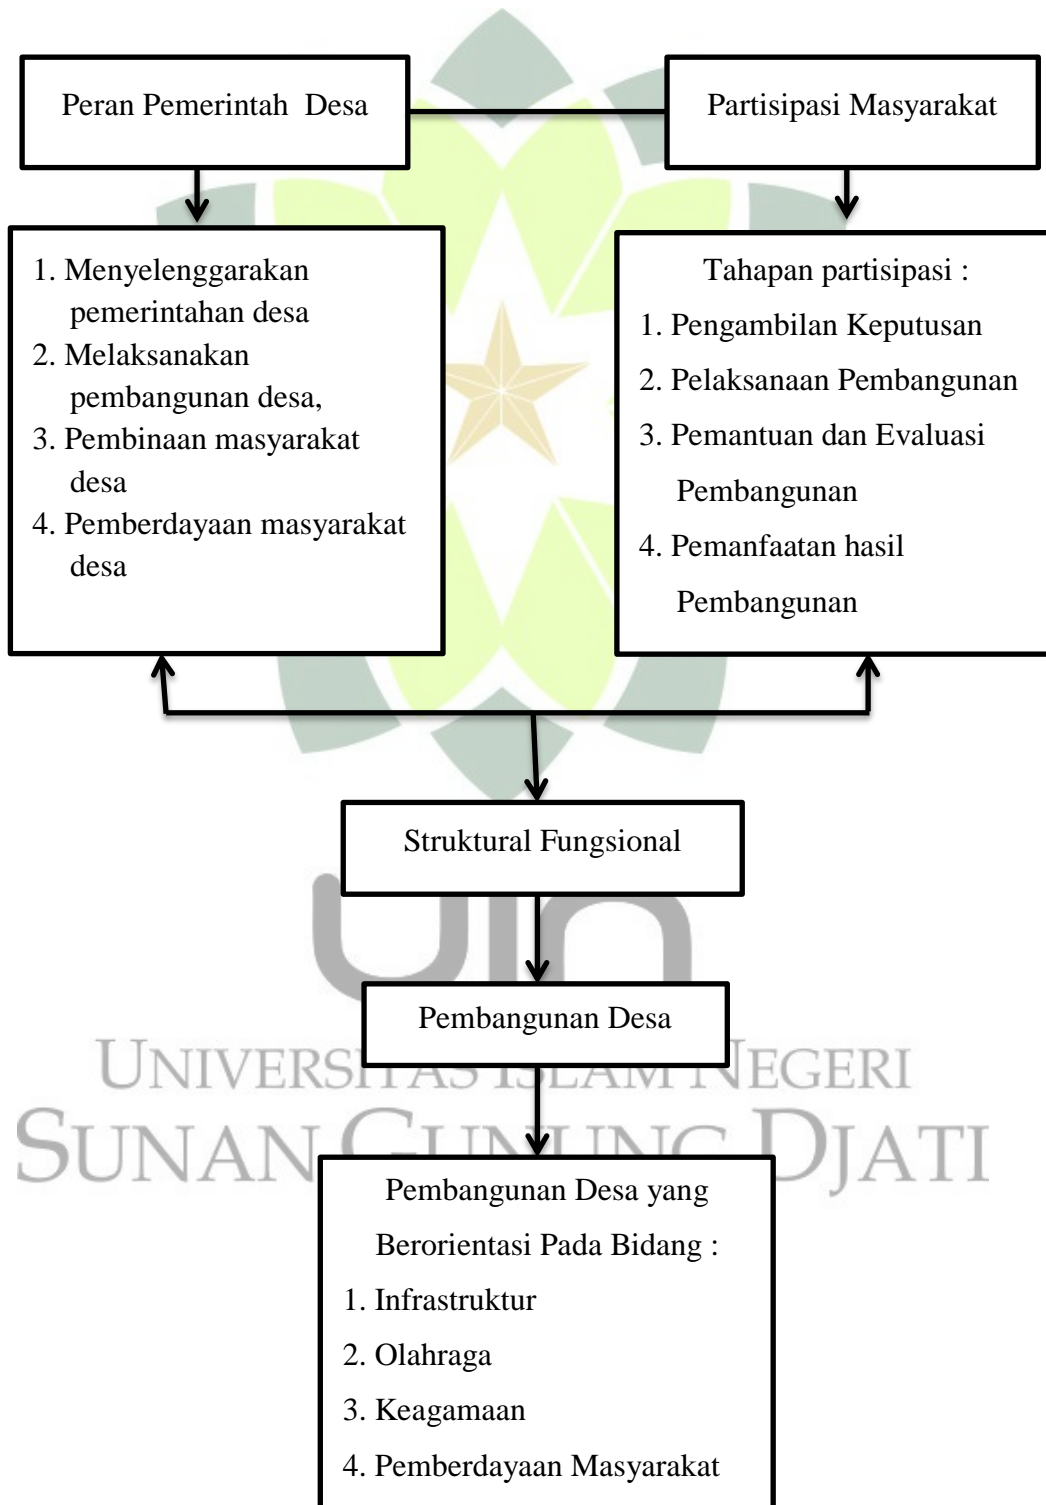 Peran Pemerintah Desa
Partisipasi Masyarakat
1. Menyelenggarakan
pemerintahan desa
2. Melaksanakan
pembangunan desa,
3. Pembinaan masyarakat
desa
4. Pemberdayaan masyarakat
desa
Tahapan partisipasi :
1. Pengambilan Keputusan
2. Pelaksanaan Pembangunan
3. Pemantuan dan Evaluasi
Pembangunan
4. Pemanfaatan hasil
Pembangunan
Struktural Fungsional
uin
Pembangunan Desa
UNIVERSITAS ISLAM NEGERI
SUNAN GUNUNG DJATI
Pembangunan Desa yang
Berorientasi Pada Bidang :
1. Infrastruktur
2. Olahraga
3. Keagamaan
4. Pemberdayaan Masyarakat